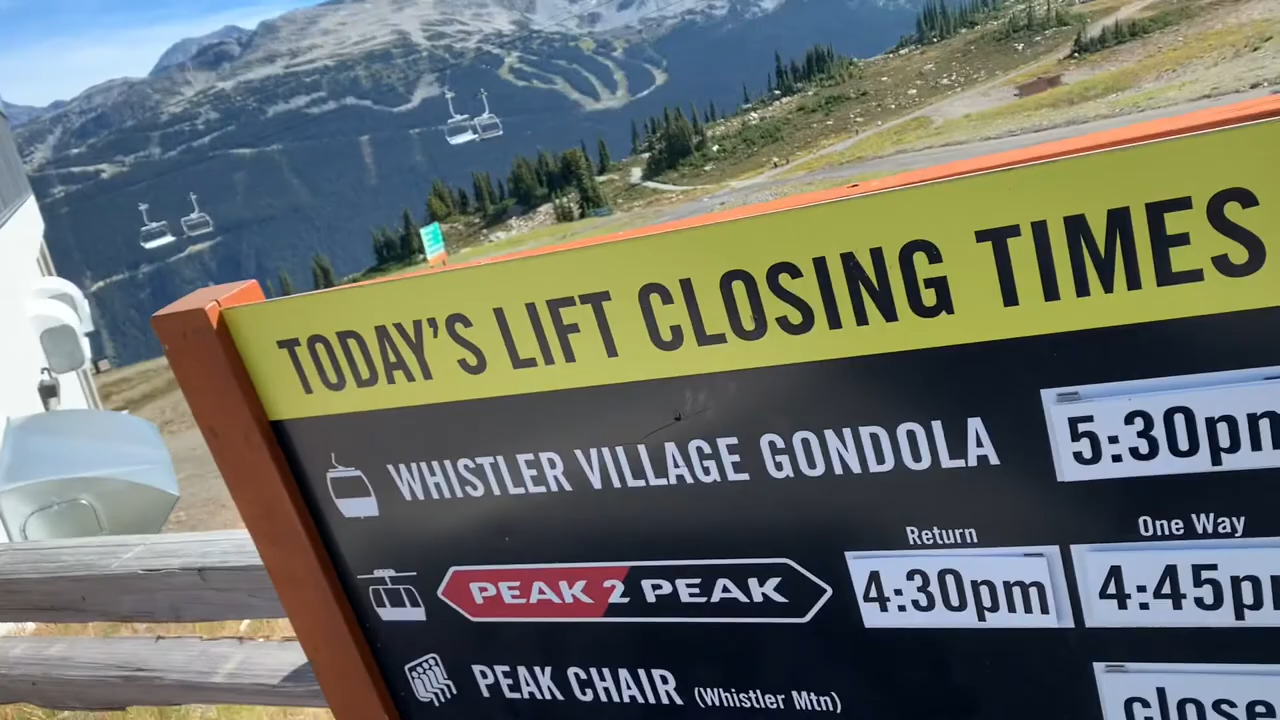 TODAY'S LIFT CLOSING TIMES
WHISTLER VILLAGE GONDOLA 5:30pm
Return One Way
PEAK 2 PEAK 4:30pm 4:45pm
PEAK CHAIR (Whistler Mtn)